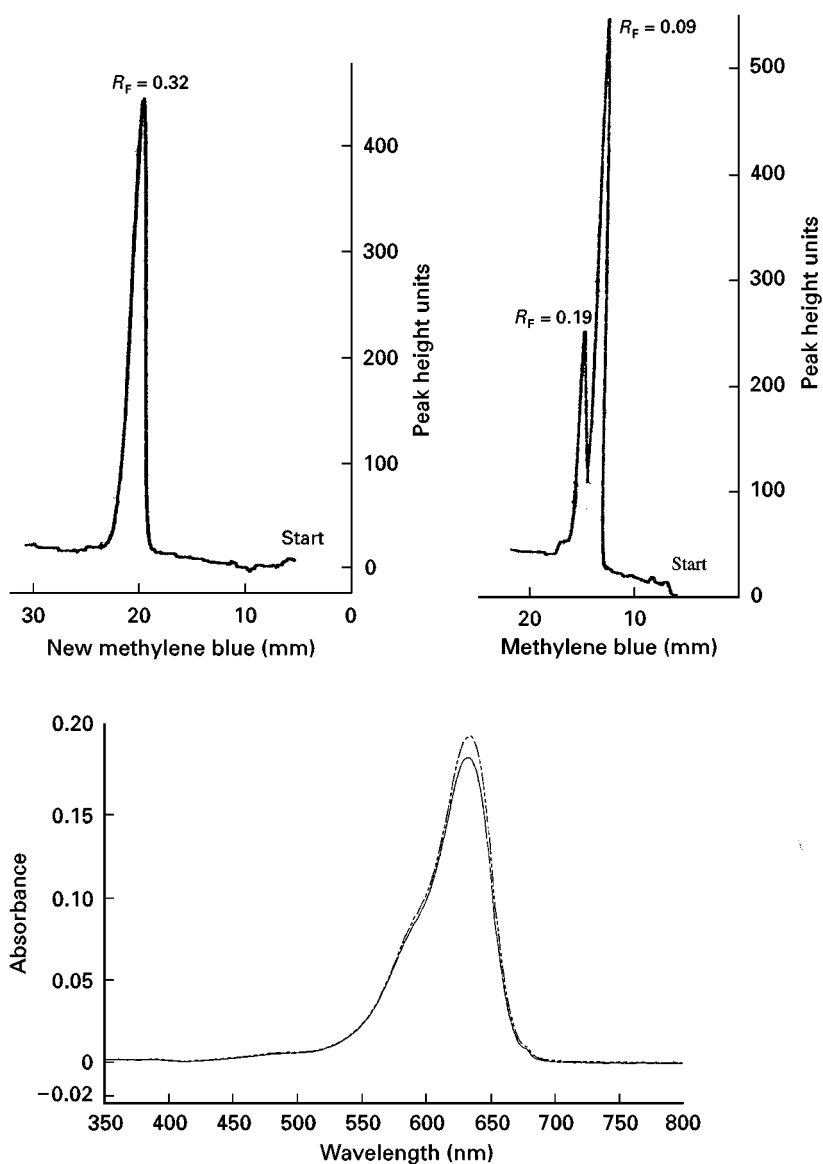 R_F = 0.32
400
300
200
100
0
Peak height units
Start
30 20 10 0
New methylene blue (mm)
R_F = 0.09
R_F = 0.19
500
400
300
200
100
0
Peak height units
Start
20 10
Methylene blue (mm)
0.20
0.15
0.10
0.05
0
−0.02
Absorbance
350 400 450 500 550 600 650 700 750 800
Wavelength (nm)